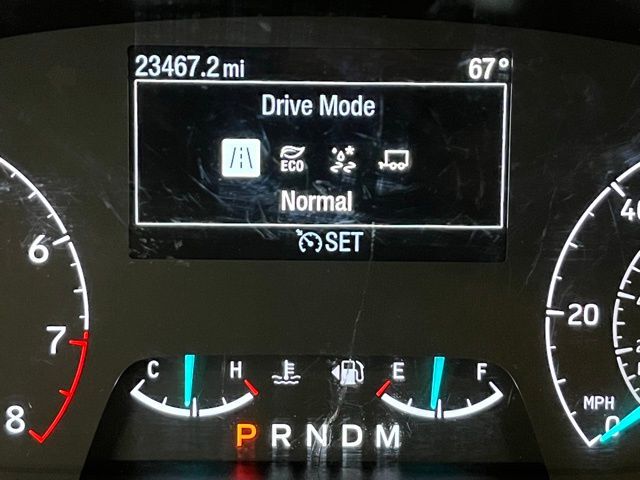 23467.2 mi 67°
Drive Mode
ECO
Normal
SET
6
7
8
40
20
MPH
0
C H E F
P R N D M